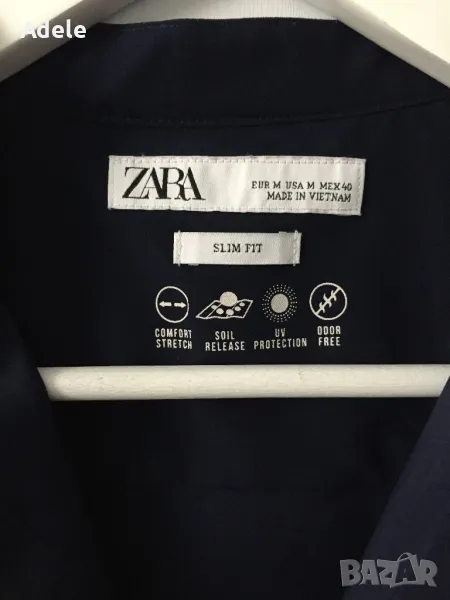 Adele
ZARA
EUR M USA M MEX 40
MADE IN VIETNAM
SLIM FIT
COMFORT STRETCH
SOIL RELEASE
UV PROTECTION
ODOR FREE
BAZAR